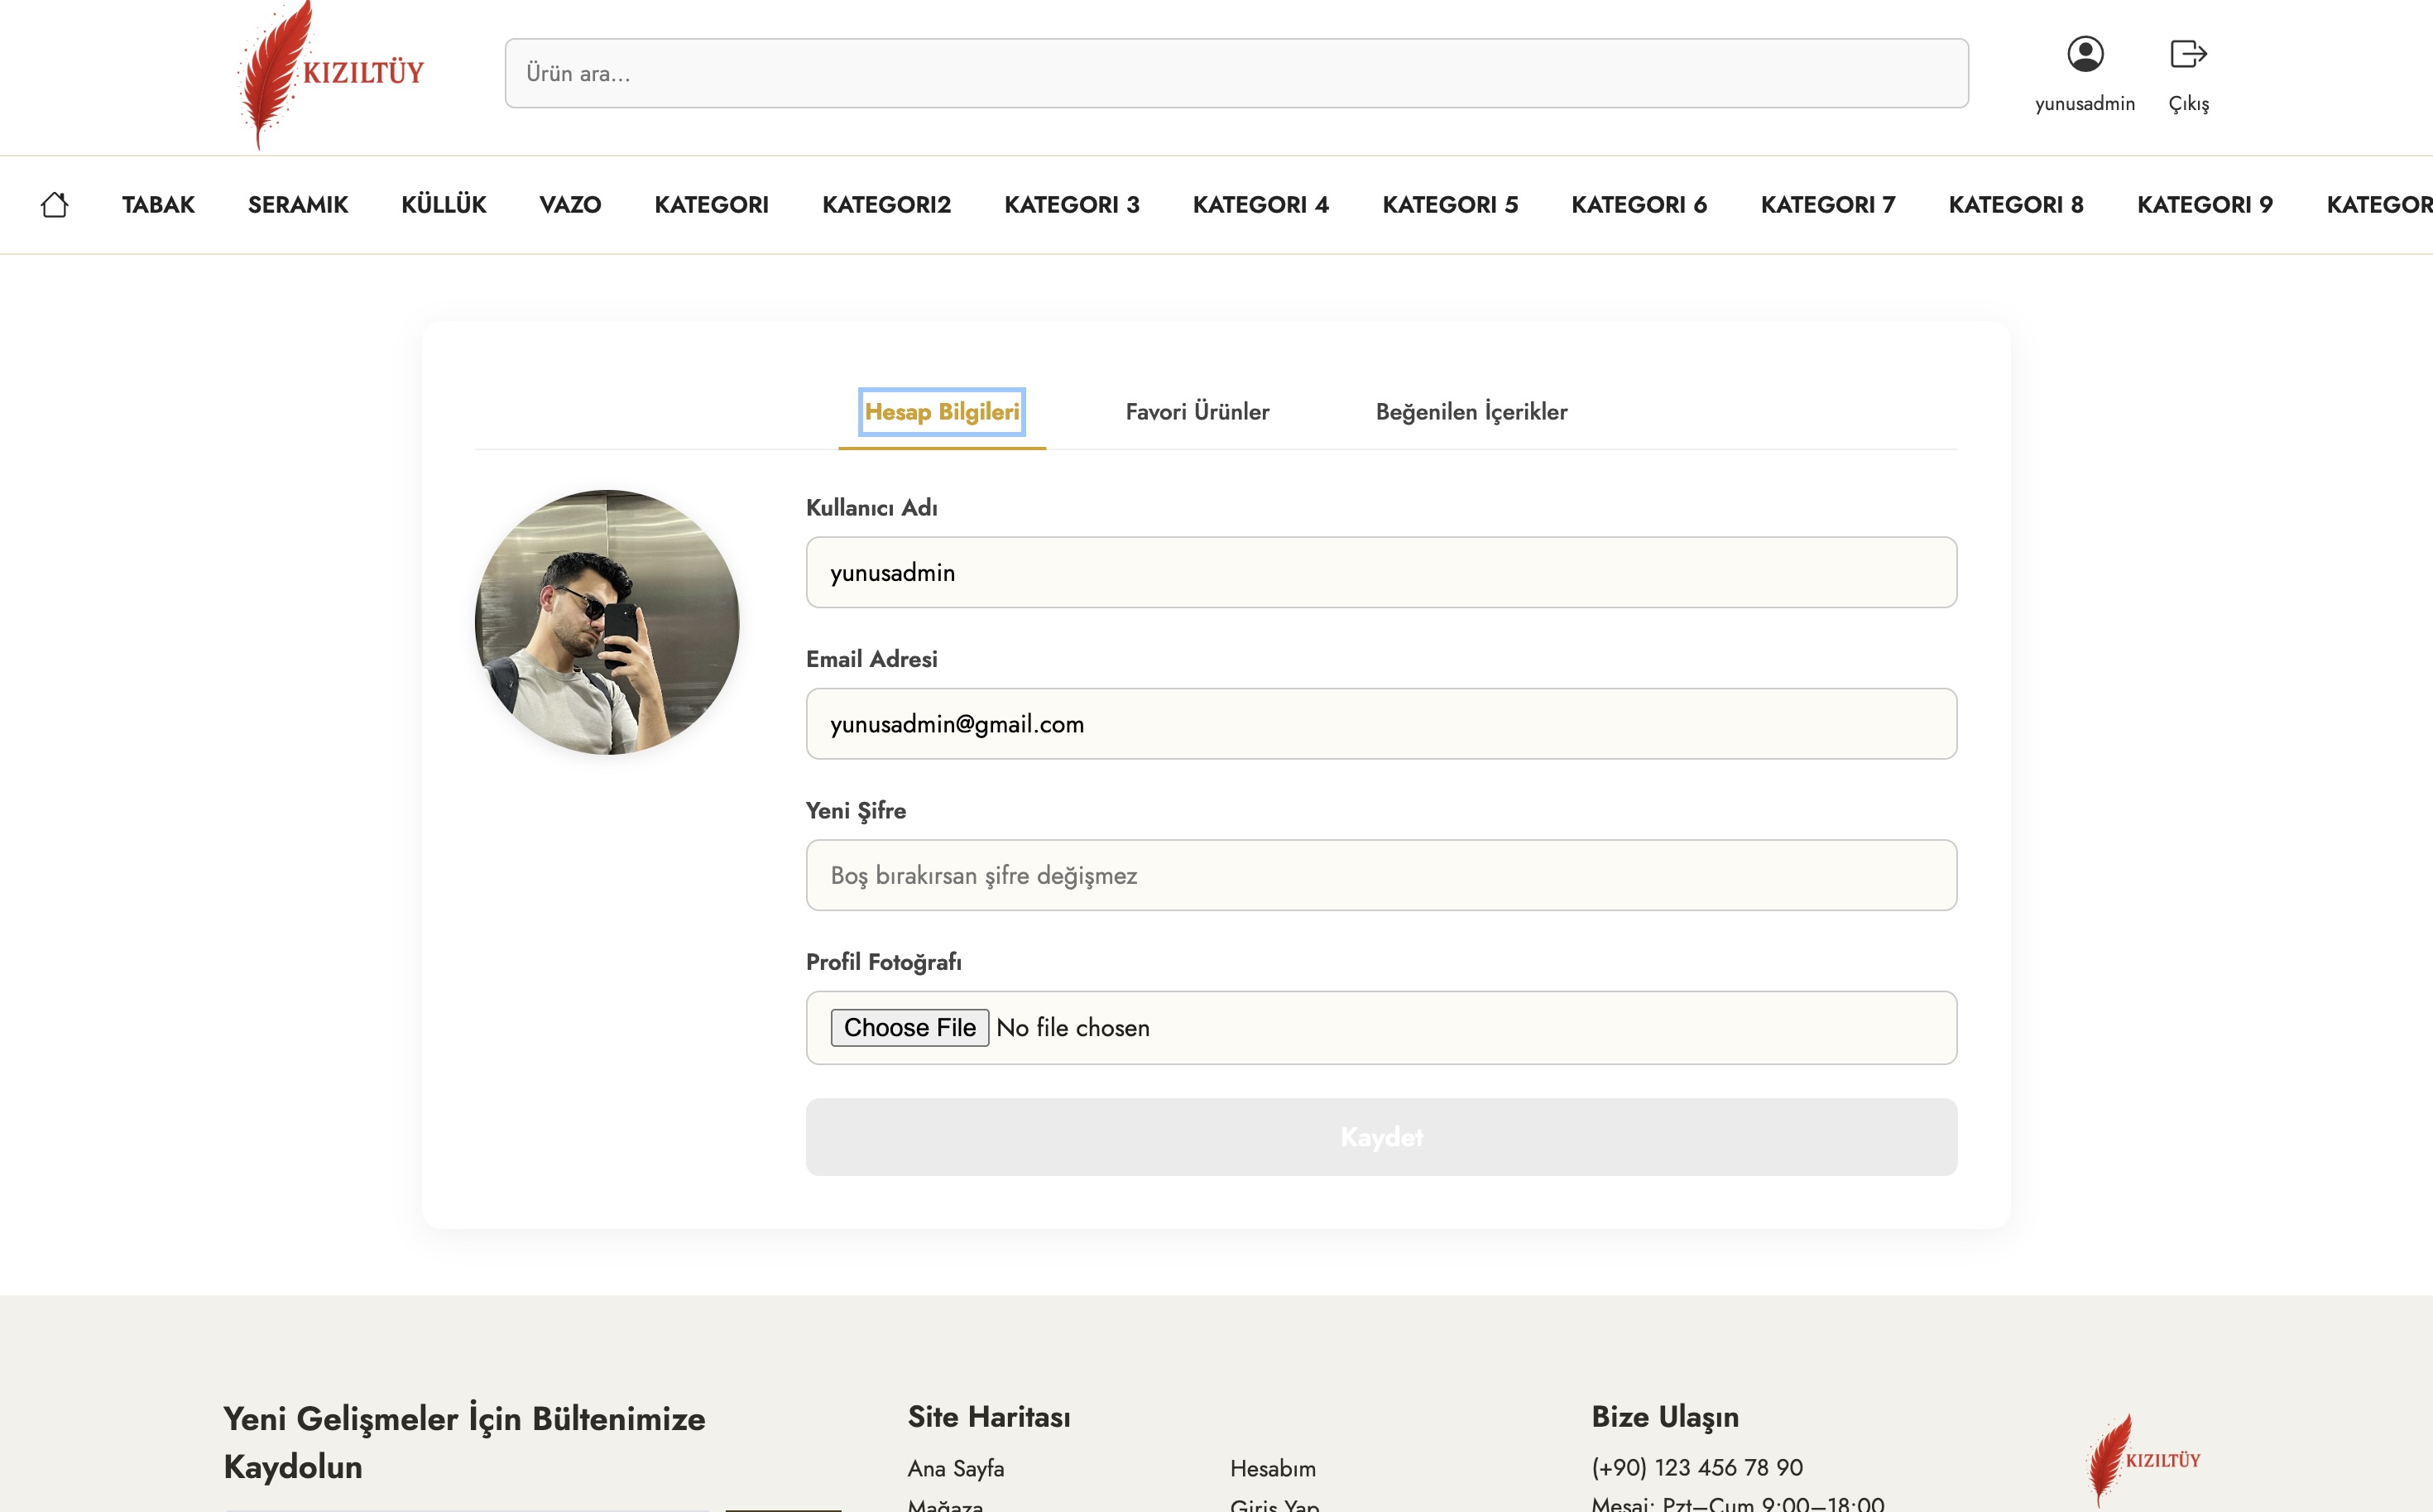 KIZILTÜY
Ürün ara...
yunusadmin
Çıkış
TABAK SERAMIK KÜLLÜK VAZO KATEGORI KATEGORI2 KATEGORI 3 KATEGORI 4 KATEGORI 5 KATEGORI 6 KATEGORI 7 KATEGORI 8 KATEGORI 9 KATEGOR
Hesap Bilgileri Favori Ürünler Beğenilen İçerikler
Kullanıcı Adı
yunusadmin
Email Adresi
yunusadmin@gmail.com
Yeni Şifre
Boş bırakırsan şifre değişmez
Profil Fotoğrafı
Choose File No file chosen
Kaydet
Yeni Gelişmeler İçin Bültenimize
Kaydolun
Site Haritası
Ana Sayfa
Mağaza
Hesabım
Giriş Yap
Bize Ulaşın
(+90) 123 456 78 90
Mesai: Pzt–Cum 9:00–18:00
KIZILTÜY